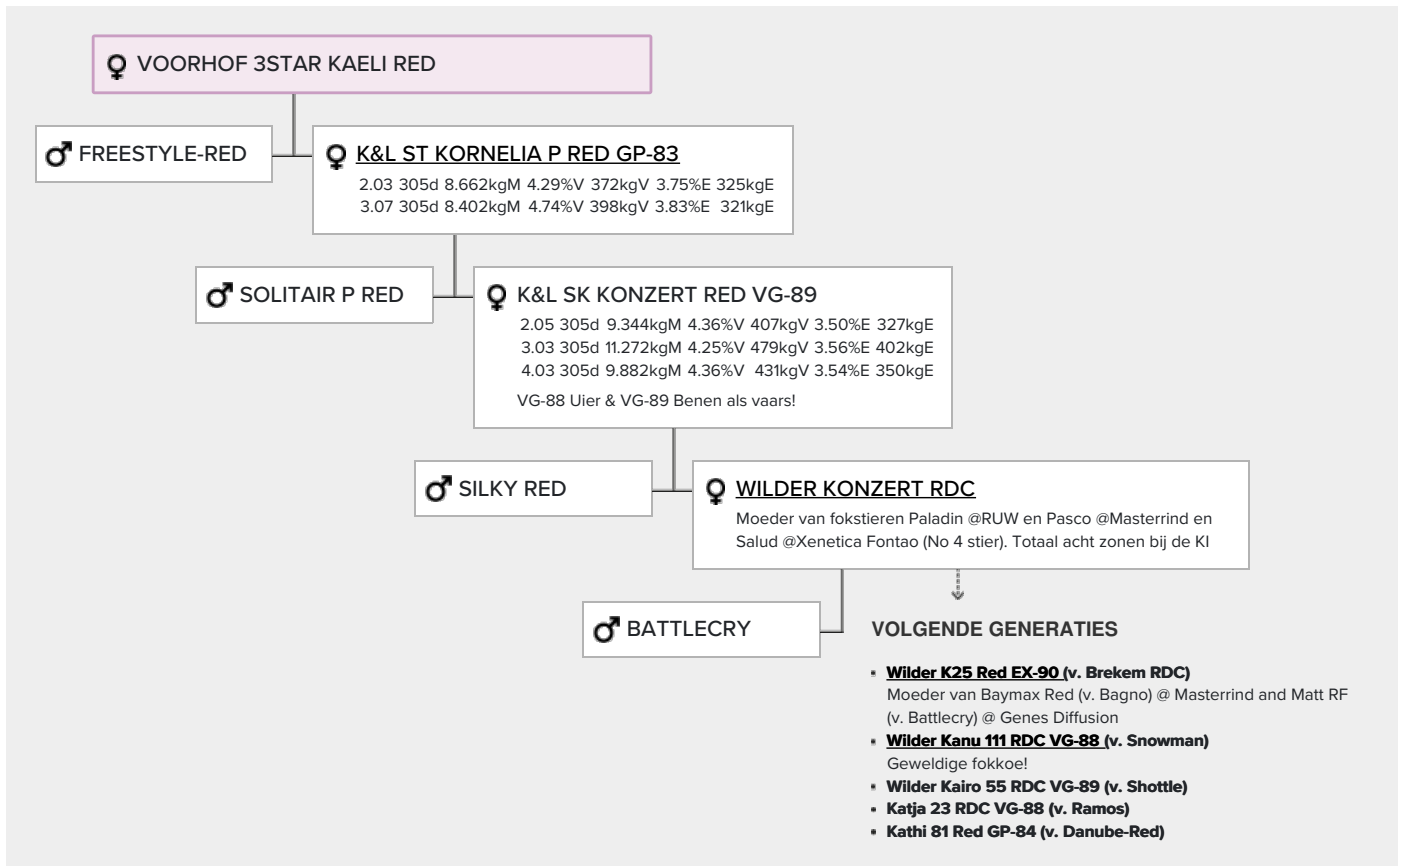 VOORHOF 3STAR KAELI RED
FREESTYLE-RED
K&L ST KORNELIA P RED GP-83
2.03 305d 8.662kgM 4.29%V 372kgV 3.75%E 325kgE
3.07 305d 8.402kgM 4.74%V 398kgV 3.83%E 321kgE
SOLITAIR P RED
K&L SK KONZERT RED VG-89
2.05 305d 9.344kgM 4.36%V 407kgV 3.50%E 327kgE
3.03 305d 11.272kgM 4.25%V 479kgV 3.56%E 402kgE
4.03 305d 9.882kgM 4.36%V 431kgV 3.54%E 350kgE
VG-88 Uier & VG-89 Benen als vaars!
SILKY RED
WILDER KONZERT RDC
Moeder van fokstieren Paladin @RUW en Pasco @Masterrind en
Salud @Xenetica Fontao (No 4 stier). Totaal acht zonen bij de KI
BATTLECRY
VOLGENDE GENERATIES
▪ Wilder K25 Red EX-90 (v. Brekem RDC)
Moeder van Baymax Red (v. Bagno) @ Masterrind and Matt RF
(v. Battlecry) @ Genes Diffusion
▪ Wilder Kanu 111 RDC VG-88 (v. Snowman)
Geweldige fokkoe!
▪ Wilder Kairo 55 RDC VG-89 (v. Shottle)
▪ Katja 23 RDC VG-88 (v. Ramos)
▪ Kathi 81 Red GP-84 (v. Danube-Red)